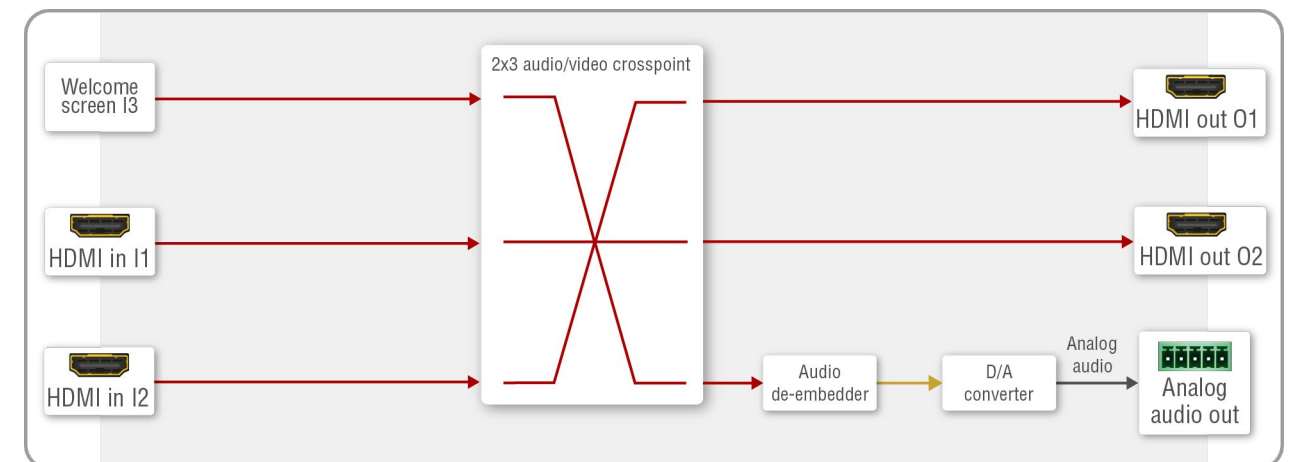 2x3 audio/video crosspoint
Welcome
screen I3
HDMI in I1
HDMI in I2
HDMI out O1
HDMI out O2
Audio
de-embedder
D/A
converter
Analog
audio
Analog
audio out